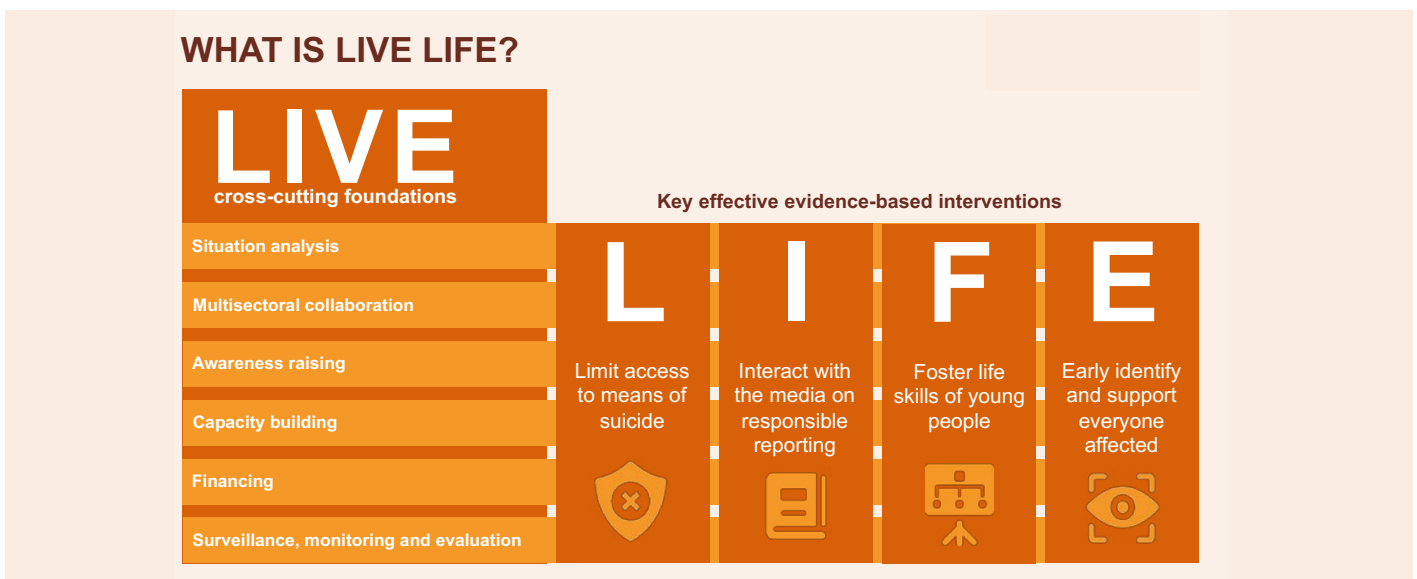 WHAT IS LIVE LIFE?
LIVE
cross-cutting foundations
Situation analysis
Multisectoral collaboration
Awareness raising
Capacity building
Financing
Surveillance, monitoring and evaluation
Key effective evidence-based interventions
L
Limit access
to means of
suicide
I
Interact with
the media on
responsible
reporting
F
Foster life
skills of young
people
E
Early identify
and support
everyone
affected